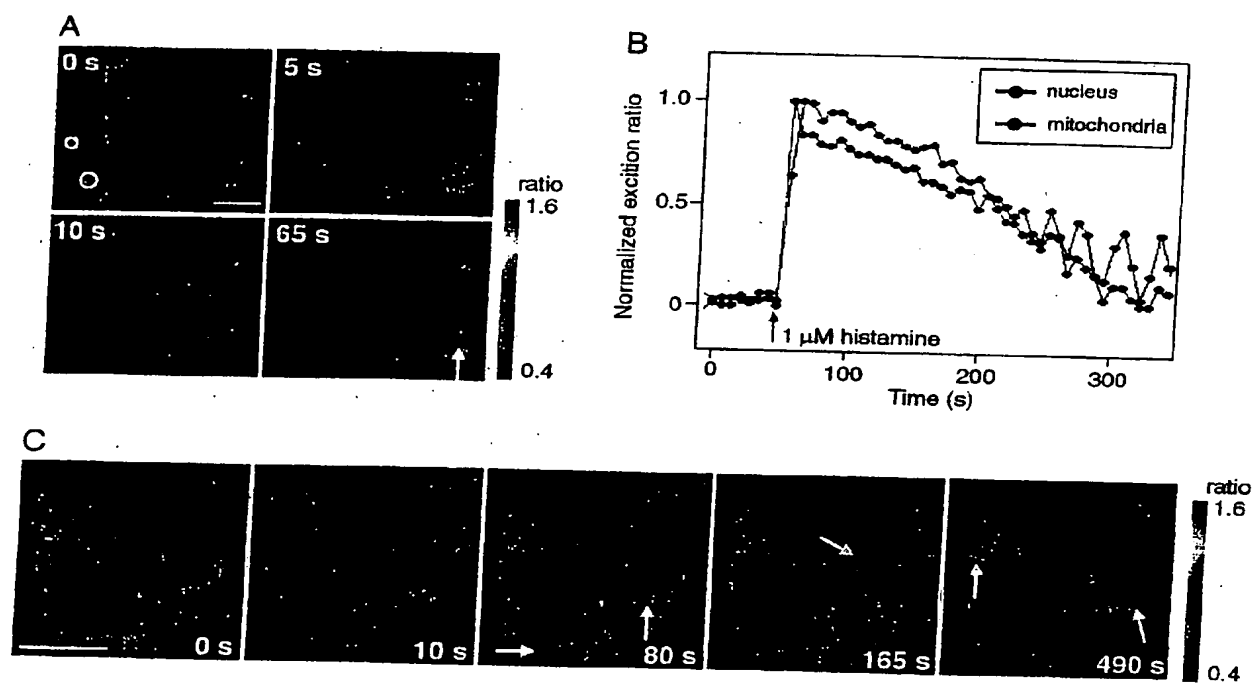 A
0 s
5 s
10 s
65 s
ratio
1.6
0.4
B
Normalized excition ratio
1.0
0.5
0
nucleus
mitochondria
1 µM histamine
0
100
200
300
Time (s)
C
0 s
10 s
80 s
165 s
490 s
ratio
1.6
0.4